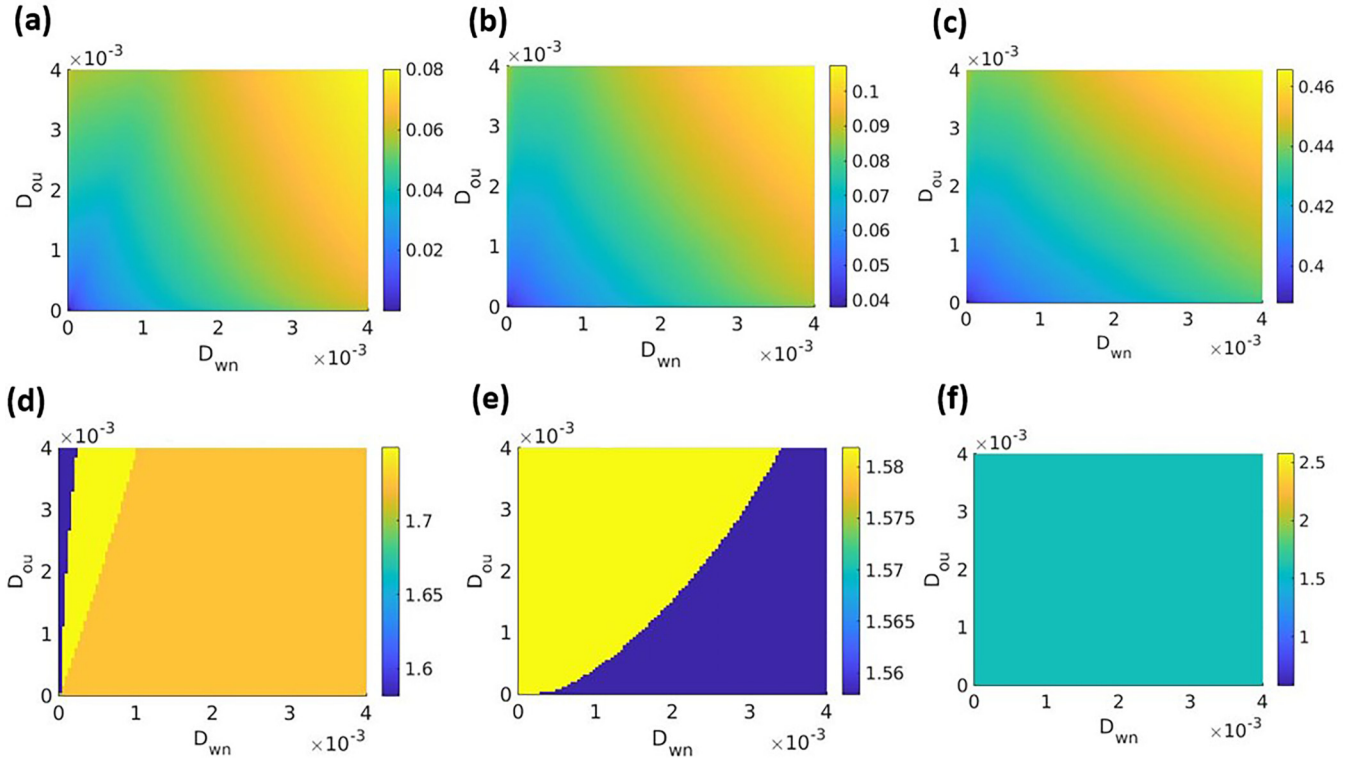 (a)
×10⁻³
4
3
2
1
0
D_ou
0 1 2 3 4
D_wn
×10⁻³
0.08
0.06
0.04
0.02
(b)
×10⁻³
4
3
2
1
0
D_ou
0 1 2 3 4
D_wn
×10⁻³
0.1
0.09
0.08
0.07
0.06
0.05
0.04
(c)
×10⁻³
4
3
2
1
0
D_ou
0 1 2 3 4
D_wn
×10⁻³
0.46
0.44
0.42
0.4
(d)
×10⁻³
4
3
2
1
0
D_ou
0 1 2 3 4
D_wn
×10⁻³
1.7
1.65
1.6
(e)
×10⁻³
4
3
2
1
0
D_ou
0 1 2 3 4
D_wn
×10⁻³
1.58
1.575
1.57
1.565
1.56
(f)
×10⁻³
4
3
2
1
0
D_ou
0 1 2 3 4
D_wn
×10⁻³
2.5
2
1.5
1